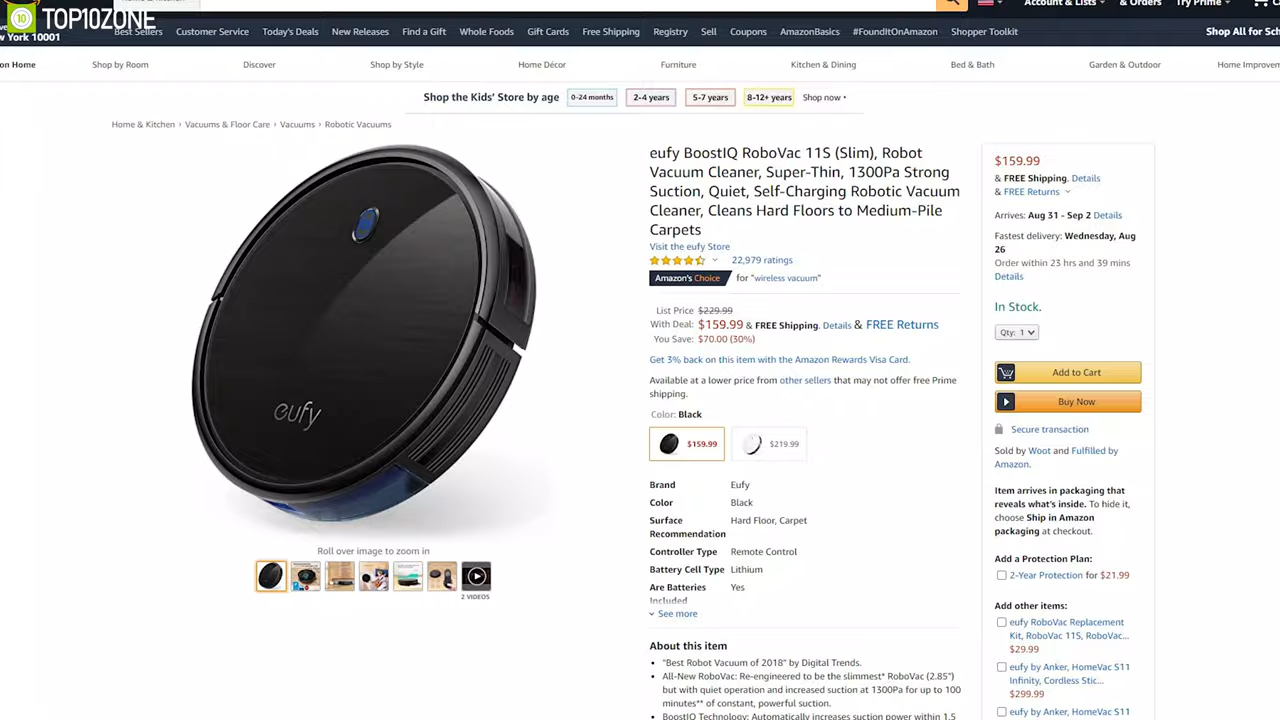 TOP10ZONE
10
w York 10001
Account & Lists
& Orders
Try Prime
Best Sellers
Customer Service
Today's Deals
New Releases
Find a Gift
Whole Foods
Gift Cards
Free Shipping
Registry
Sell
Coupons
AmazonBasics
#FoundItOnAmazon
Shopper Toolkit
Shop All for Sch
on Home
Shop by Room
Discover
Shop by Style
Home Décor
Furniture
Kitchen & Dining
Bed & Bath
Garden & Outdoor
Home Improvem
Shop the Kids' Store by age
0-24 months
2-4 years
5-7 years
8-12+ years
Shop now ›
Home & Kitchen › Vacuums & Floor Care › Vacuums › Robotic Vacuums
eufy
Roll over image to zoom in
2 VIDEOS
eufy BoostIQ RoboVac 11S (Slim), Robot
Vacuum Cleaner, Super-Thin, 1300Pa Strong
Suction, Quiet, Self-Charging Robotic Vacuum
Cleaner, Cleans Hard Floors to Medium-Pile
Carpets
Visit the eufy Store
22,979 ratings
Amazon's Choice for "wireless vacuum"
List Price $229.99
With Deal: $159.99 & FREE Shipping. Details & FREE Returns
You Save: $70.00 (30%)
Get 3% back on this item with the Amazon Rewards Visa Card.
Available at a lower price from other sellers that may not offer free Prime
shipping.
Color: Black
$159.99
$219.99
Brand Eufy
Color Black
Surface Hard Floor, Carpet
Recommendation
Controller Type Remote Control
Battery Cell Type Lithium
Are Batteries Yes
Included
See more
About this item
• "Best Robot Vacuum of 2018" by Digital Trends.
• All-New RoboVac: Re-engineered to be the slimmest* RoboVac (2.85")
but with quiet operation and increased suction at 1300Pa for up to 100
minutes** of constant, powerful suction.
• BoostIQ Technology: Automatically increases suction power within 1.5
$159.99
& FREE Shipping. Details
& FREE Returns
Arrives: Aug 31 - Sep 2 Details
Fastest delivery: Wednesday, Aug
26
Order within 23 hrs and 39 mins
Details
In Stock.
Qty: 1
Add to Cart
Buy Now
Secure transaction
Sold by Woot and Fulfilled by
Amazon.
Item arrives in packaging that
reveals what's inside. To hide it,
choose Ship in Amazon
packaging at checkout.
Add a Protection Plan:
2-Year Protection for $21.99
Add other items:
eufy RoboVac Replacement
Kit, RoboVac 11S, RoboVac...
$29.99
eufy by Anker, HomeVac S11
Infinity, Cordless Stic...
$299.99
eufy by Anker, HomeVac S11